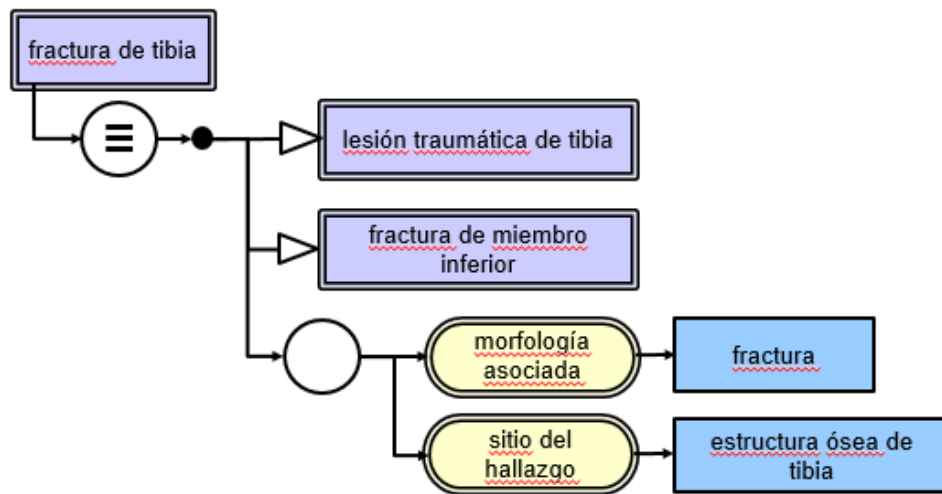 fractura de tibia
lesión traumática de tibia
fractura de miembro
inferior
morfología
asociada
fractura
sitio del
hallazgo
estructura ósea de
tibia